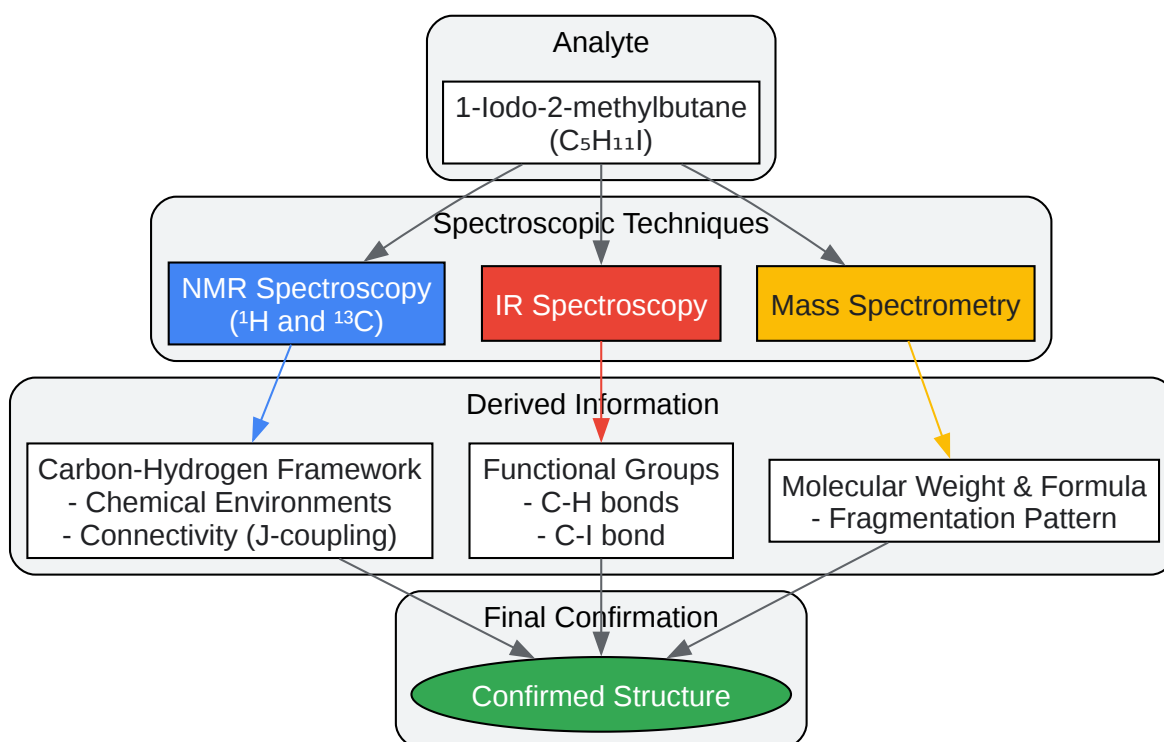 Analyte
1-Iodo-2-methylbutane
(C₅H₁₁I)
Spectroscopic Techniques
NMR Spectroscopy
(¹H and ¹³C)
IR Spectroscopy
Mass Spectrometry
Derived Information
Carbon-Hydrogen Framework
- Chemical Environments
- Connectivity (J-coupling)
Functional Groups
- C-H bonds
- C-I bond
Molecular Weight & Formula
- Fragmentation Pattern
Final Confirmation
Confirmed Structure